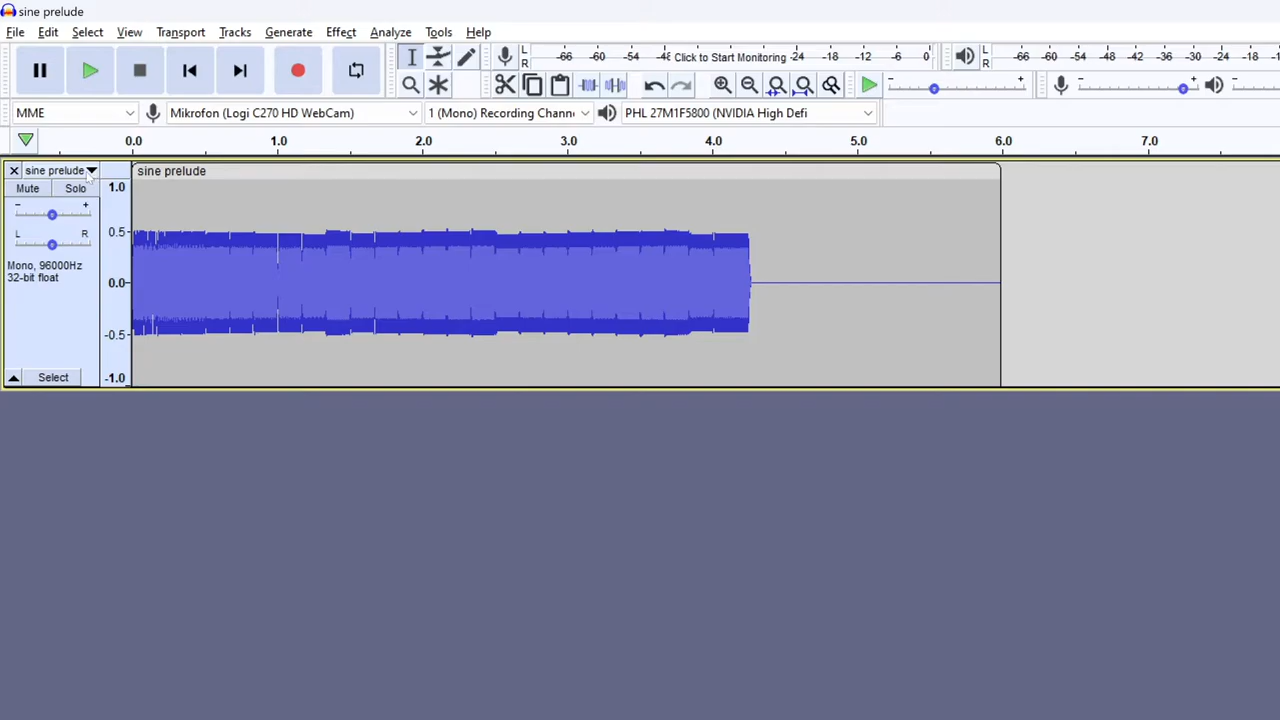 sine prelude
File Edit Select View Transport Tracks Generate Effect Analyze Tools Help
L R -66 -60 -54 Click to Start Monitoring -24 -18 -12 -6 0 L R -66 -60 -54 -48 -42 -36 -30 -24 -18 -12
- + - + -
MME Mikrofon (Logi C270 HD WebCam) 1 (Mono) Recording Chann PHL 27M1F5800 (NVIDIA High Defi
0.0 1.0 2.0 3.0 4.0 5.0 6.0 7.0
sine prelude sine prelude
Mute Solo 1.0
- +
L R 0.5
Mono, 96000Hz
32-bit float 0.0
-0.5
Select -1.0